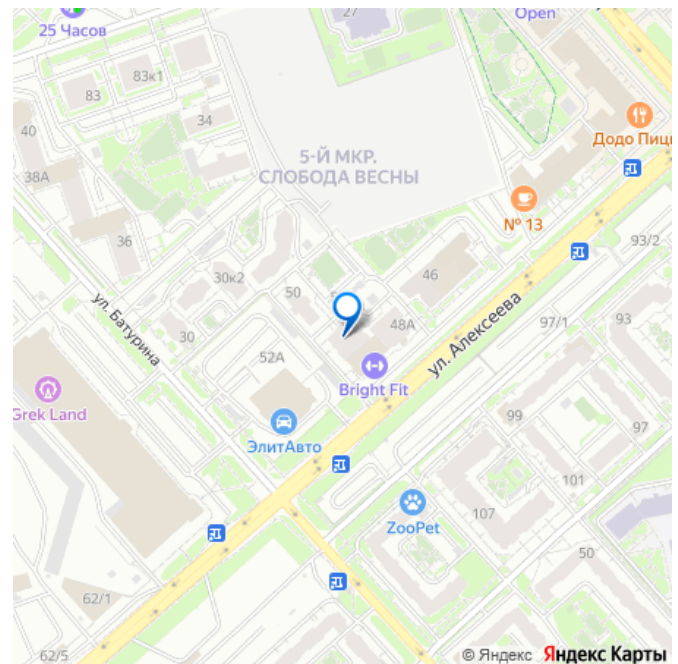 27
Open
25 Часов
83к1
83
34
40
Додо Пиц
5-Й МКР.
СЛОБОДА ВЕСНЫ
38А
№ 13
36
93/2
30к2
46
50
ул. Батурина
48А
ул. Алексеева
97/1
93
30
52А
Bright Fit
Grek Land
99
97
ЭлитАвто
101
107
ZooPet
50
62/1
62/5
© Яндекс Яндекс Карты